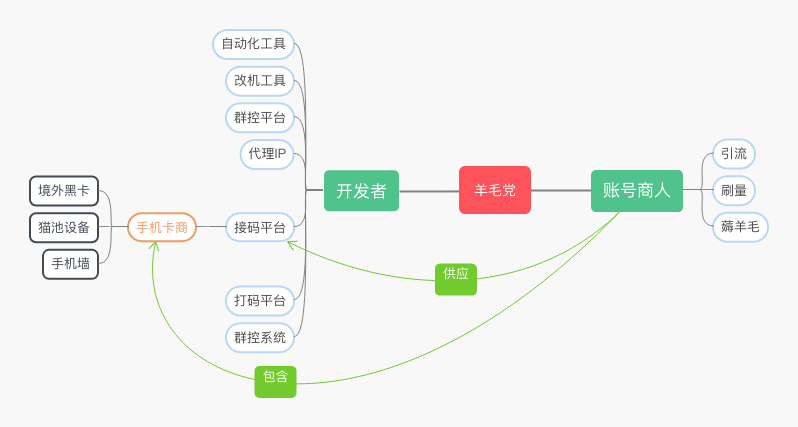 自动化工具
改机工具
群控平台
代理IP
开发者
羊毛党
账号商人
引流
刷量
薅羊毛
境外黑卡
猫池设备
手机墙
手机卡商
接码平台
供应
打码平台
群控系统
包含